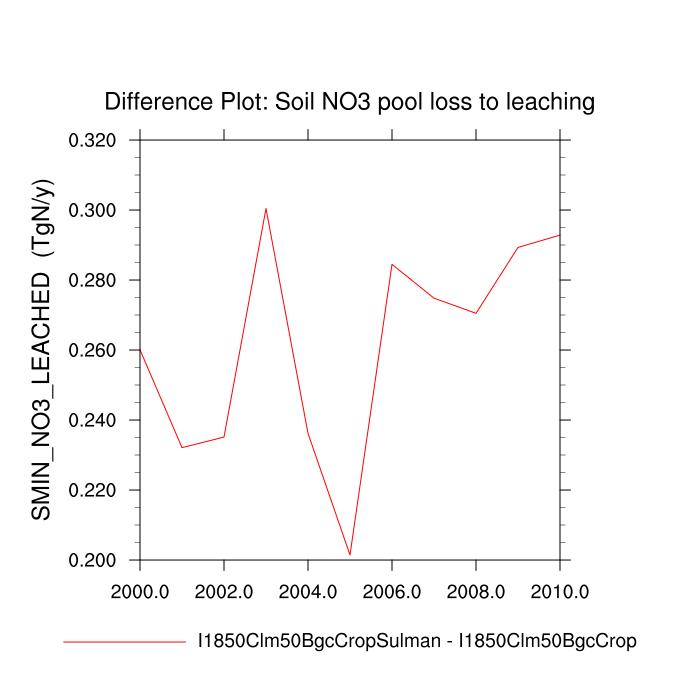 Difference Plot: Soil NO3 pool loss to leaching
SMIN_NO3_LEACHED (TgN/y)
0.320
0.300
0.280
0.260
0.240
0.220
0.200
2000.0 2002.0 2004.0 2006.0 2008.0 2010.0
I1850Clm50BgcCropSulman - I1850Clm50BgcCrop